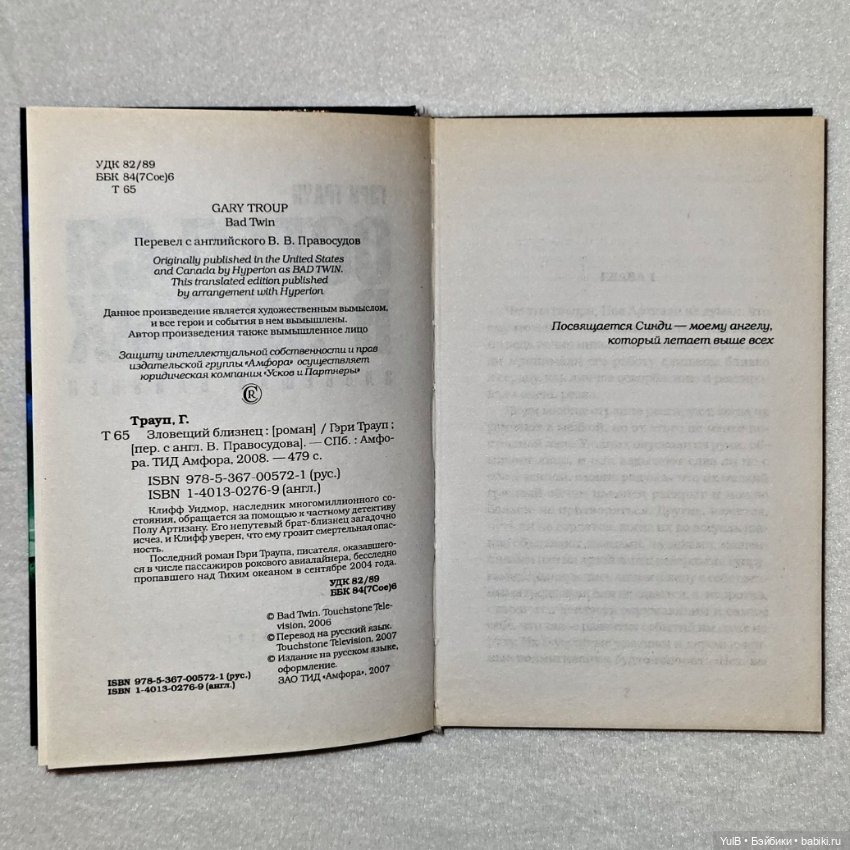 УДК 82/89
ББК 84(7Сое)6
Т 65
GARY TROUP
Bad Twin
Перевел с английского В. В. Правосудов
Originally published in the United States
and Canada by Hyperion as BAD TWIN.
This translated edition published
by arrangement with Hyperion
Данное произведение является художественным вымыслом,
и все герои и события в нем вымышлены.
Автор произведения также вымышленное лицо
Защиту интеллектуальной собственности и прав
издательской группы «Амфора» осуществляет
юридическая компания «Усков и Партнеры»
R
Трауп, Г.
Т 65 Зловещий близнец : [роман] / Гэри Трауп ;
[пер. с англ. В. Правосудова]. — СПб. : Амфо-
ра. ТИД Амфора, 2008. — 479 с.
ISBN 978-5-367-00572-1 (рус.)
ISBN 1-4013-0276-9 (англ.)
Клифф Уидмор, наследник многомиллионного со-
стояния, обращается за помощью к частному детективу
Полу Артизану. Его непутевый брат-близнец загадочно
исчез, и Клифф уверен, что ему грозит смертельная опас-
ность.
Последний роман Гэри Траупа, писателя, оказавшего-
ся в числе пассажиров рокового авиалайнера, бесследно
пропавшего над Тихим океаном в сентябре 2004 года.
УДК 82/89
ББК 84(7Сое)6
© Bad Twin. Touchstone Tele-
vision, 2006
© Перевод на русский язык.
Touchstone Television, 2007
© Издание на русском языке,
оформление.
ЗАО ТИД «Амфора», 2007
ISBN 978-5-367-00572-1 (рус.)
ISBN 1-4013-0276-9 (англ.)
Посвящается Синди — моему ангелу,
который летает выше всех
YulB • Бэйбики • babiki.ru